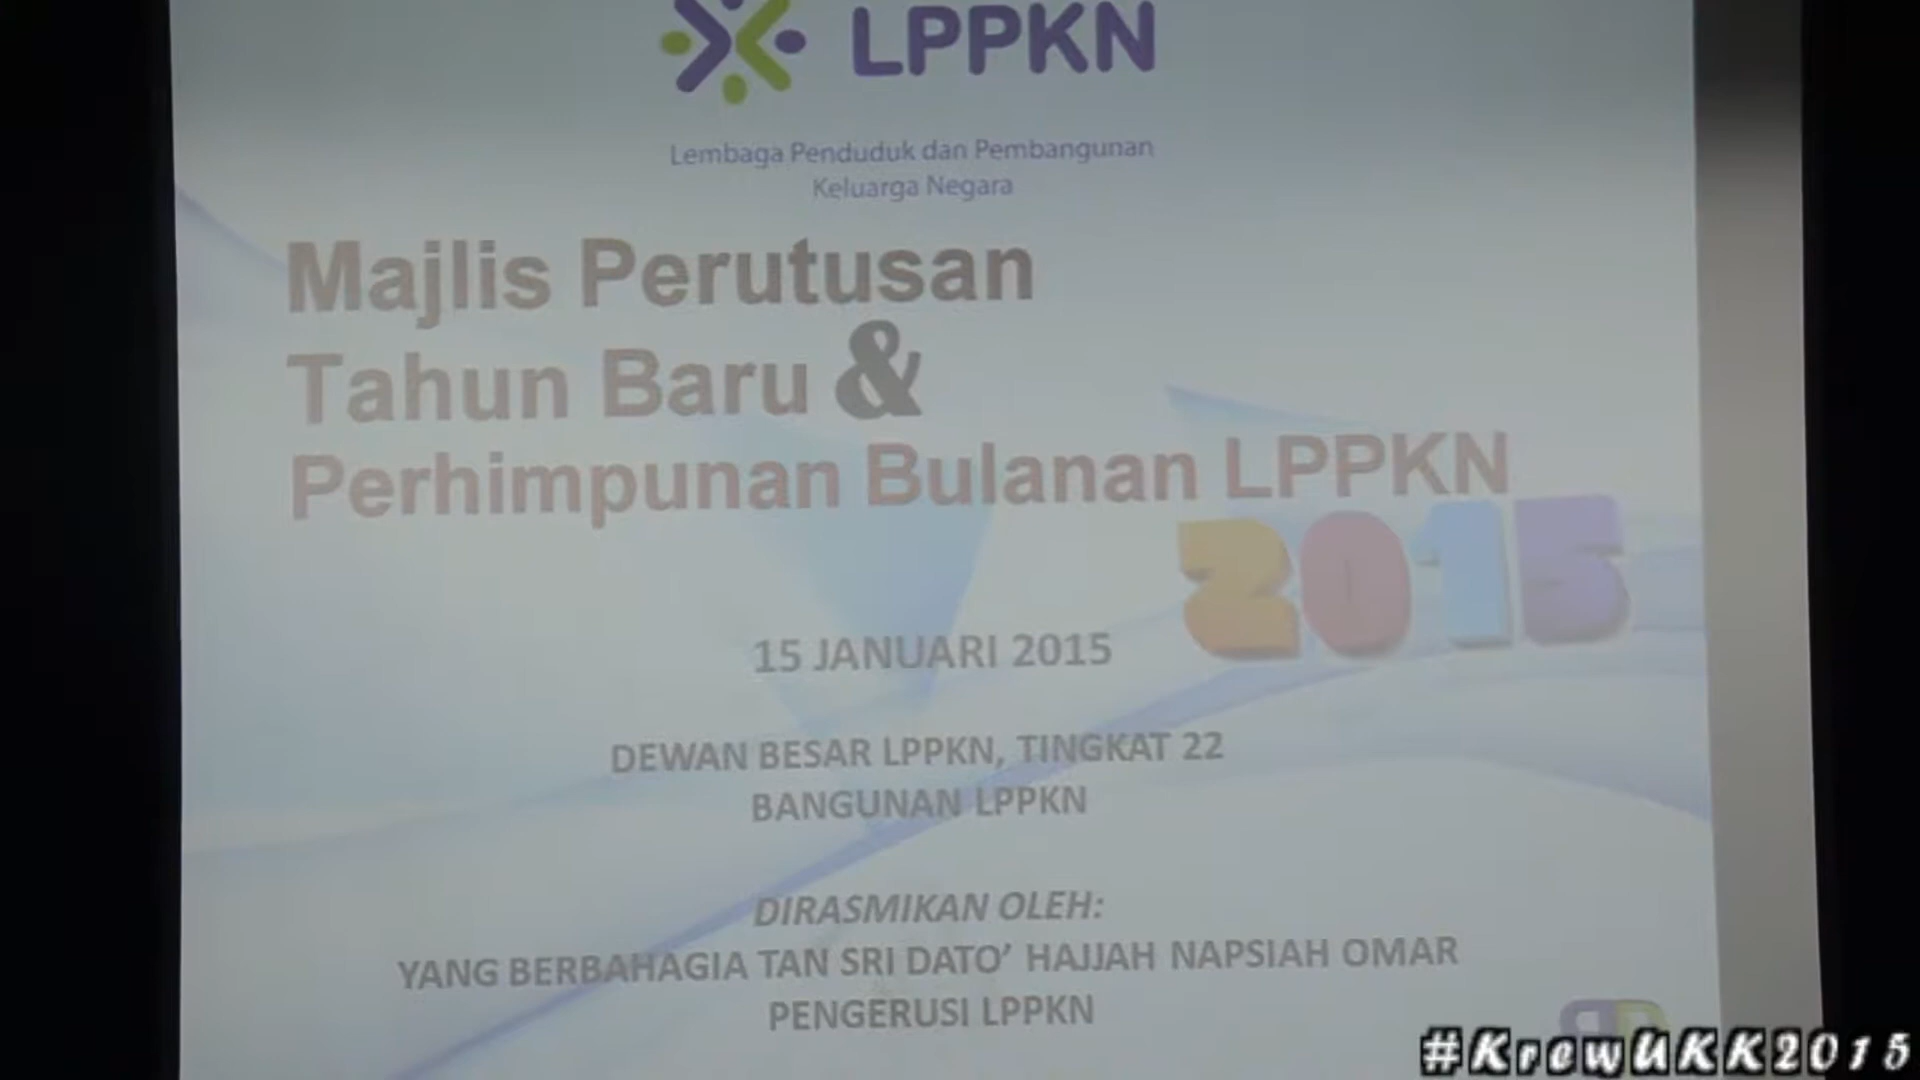 LPPKN
Lembaga Penduduk dan Pembangunan
Keluarga Negara
Majlis Perutusan
Tahun Baru &
Perhimpunan Bulanan LPPKN
2015
15 JANUARI 2015
DEWAN BESAR LPPKN, TINGKAT 22
BANGUNAN LPPKN
DIRASMIKAN OLEH:
YANG BERBAHAGIA TAN SRI DATO’ HAJJAH NAPSIAH OMAR
PENGERUSI LPPKN
#KrewUKK2015